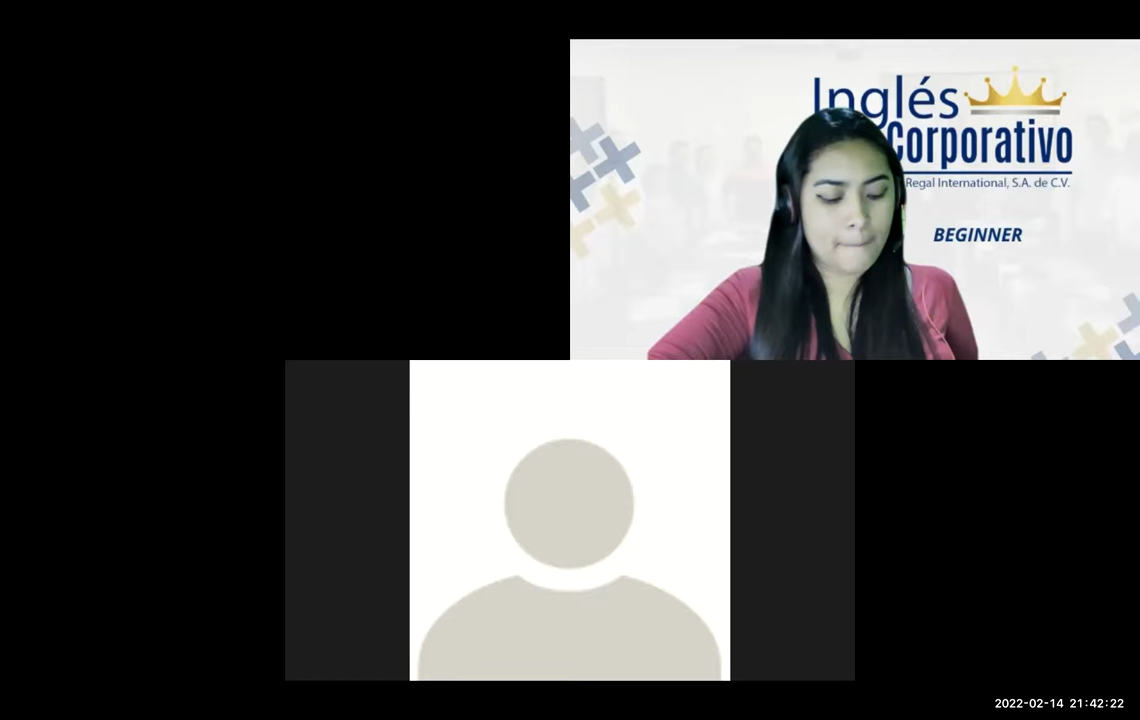 Inglés
Corporativo
Regal International, S.A. de C.V.
BEGINNER
2022-02-14 21:42:22